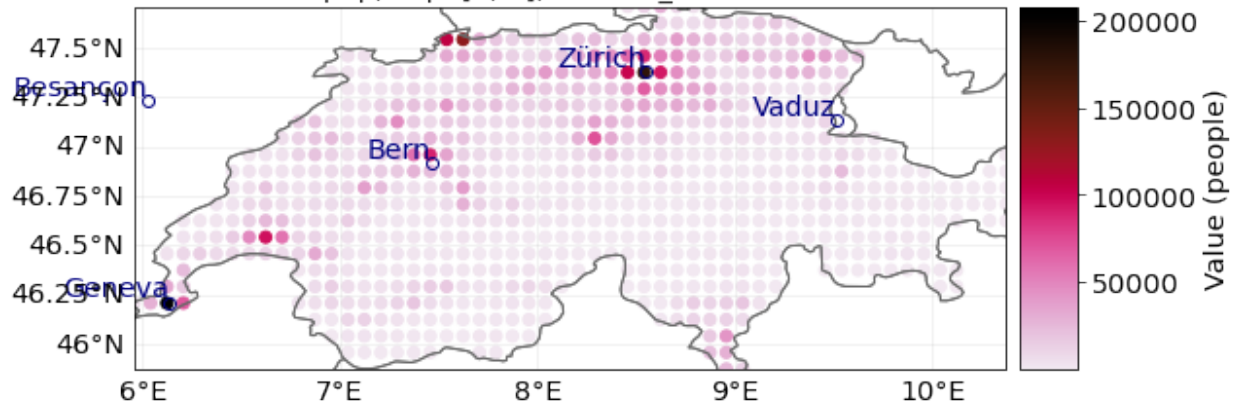 47.5°N
Zürich
Besançon
47.25°N
Vaduz
47°N
Bern
46.75°N
46.5°N
Geneva
46.25°N
46°N
6°E 7°E 8°E 9°E 10°E
200000
150000
100000
50000
Value (people)